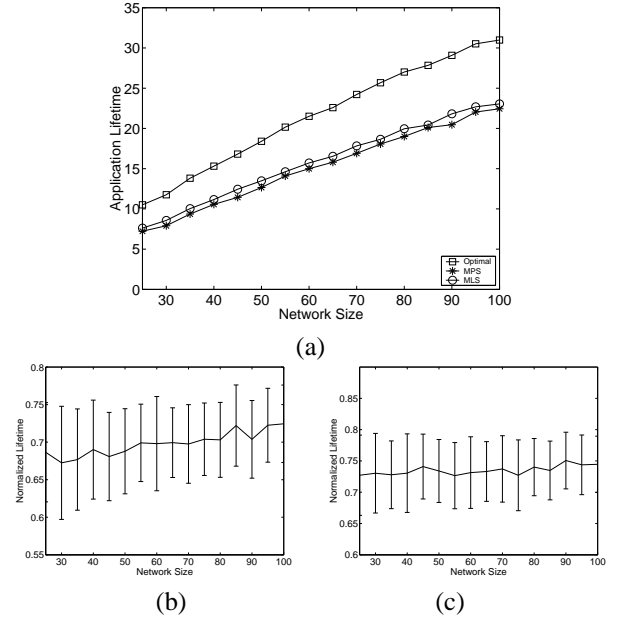 35
30
25
20
15
10
5
0
Application Lifetime
30 40 50 60 70 80 90 100
Network Size
Optimal
MPS
MLS
(a)
0.8
0.75
0.7
0.65
0.6
0.55
Normalized Lifetime
30 40 50 60 70 80 90 100
Network Size
(b)
0.85
0.8
0.75
0.7
0.65
0.6
Normalized Lifetime
30 40 50 60 70 80 90 100
Network Size
(c)